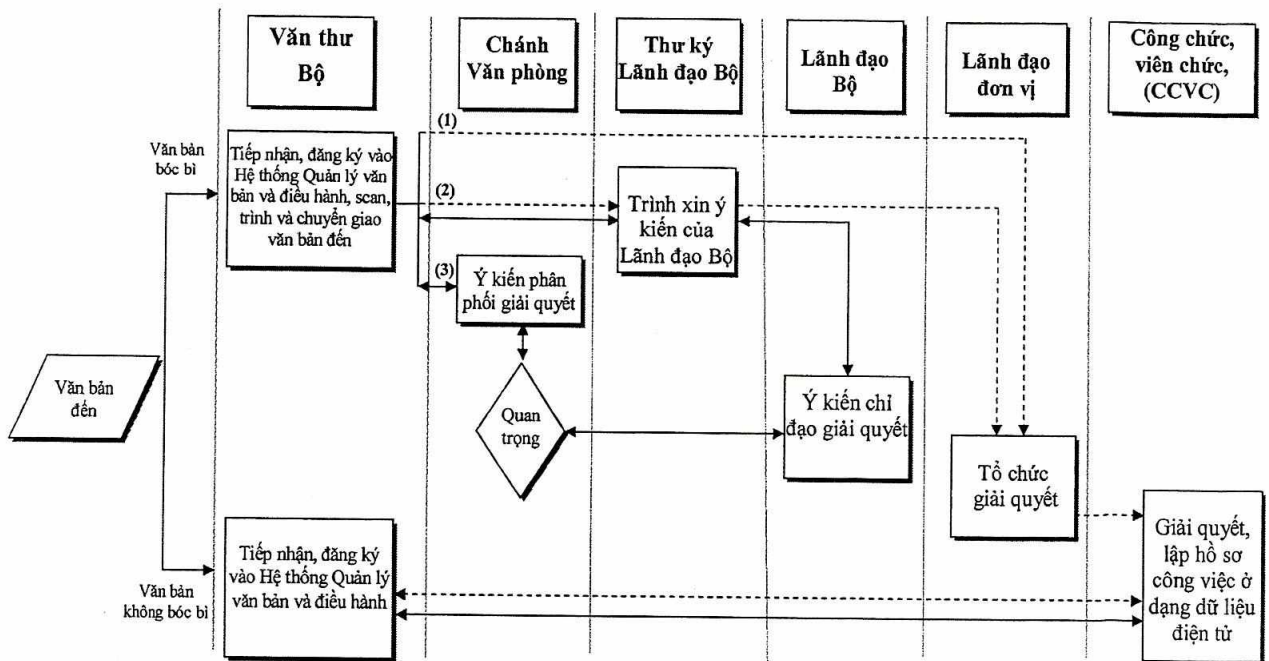 Văn thư
Bộ
Chánh
Văn phòng
Thư ký
Lãnh đạo Bộ
Lãnh đạo
Bộ
Lãnh đạo
đơn vị
Công chức,
viên chức,
(CCVC)
Văn bản
bóc bì
Tiếp nhận, đăng ký vào
Hệ thống Quản lý văn
bản và điều hành, scan,
trình và chuyển giao
văn bản đến
(1)
(2)
(3)
Trình xin ý
kiến của
Lãnh đạo Bộ
Ý kiến phân
phối giải quyết
Văn bản
đến
Quan
trọng
Ý kiến chỉ
đạo giải quyết
Tổ chức
giải quyết
Văn bản
không bóc bì
Tiếp nhận, đăng ký
vào Hệ thống Quản lý
văn bản và điều hành
Giải quyết,
lập hồ sơ
công việc ở
dạng dữ liệu
điện tử